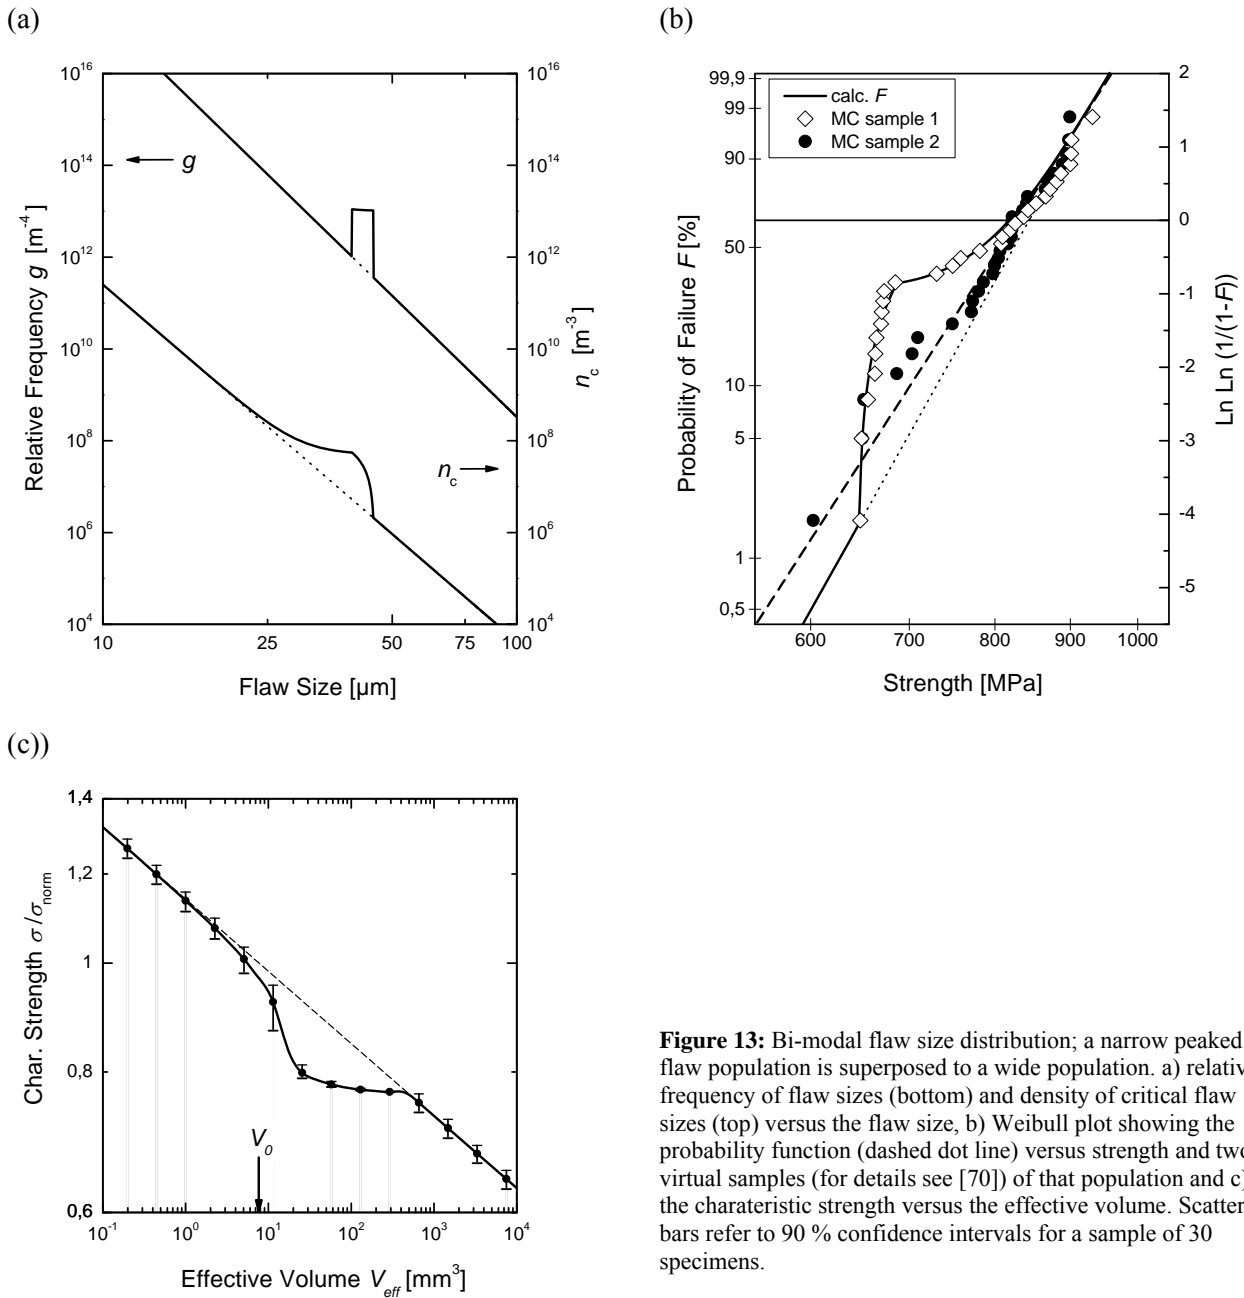 (a)
10^16
10^14
10^12
10^10
10^8
10^6
10^4
Relative Frequency g [m^-4]
g
n_c
10^16
10^14
10^12
10^10
10^8
10^6
10^4
n_c [m^-3]
10 25 50 75 100
Flaw Size [µm]
(b)
99,9
99
90
50
10
5
1
0,5
Probability of Failure F [%]
calc. F
MC sample 1
MC sample 2
2
1
0
-1
-2
-3
-4
-5
Ln Ln (1/(1-F))
600 700 800 900 1000
Strength [MPa]
(c))
1,4
1,2
1
0,8
0,6
Char. Strength σ/σ_norm
V_0
10^-1 10^0 10^1 10^2 10^3 10^4
Effective Volume V_eff [mm^3]
Figure 13: Bi-modal flaw size distribution; a narrow peaked
flaw population is superposed to a wide population. a) relativ
frequency of flaw sizes (bottom) and density of critical flaw
sizes (top) versus the flaw size, b) Weibull plot showing the
probability function (dashed dot line) versus strength and two
virtual samples (for details see [70]) of that population and c)
the charateristic strength versus the effective volume. Scatter
bars refer to 90 % confidence intervals for a sample of 30
specimens.